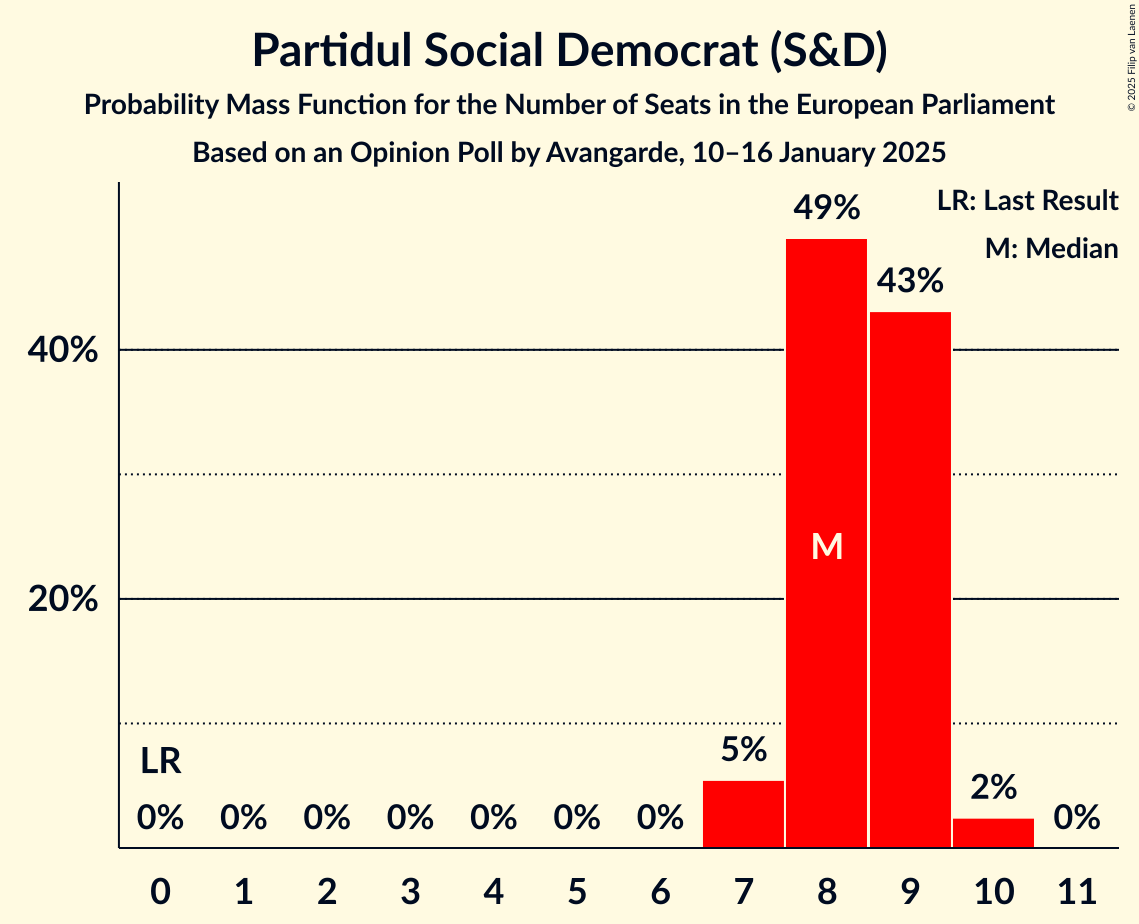 Partidul Social Democrat (S&D)
Probability Mass Function for the Number of Seats in the European Parliament
Based on an Opinion Poll by Avangarde, 10–16 January 2025
© 2025 Filip van Laenen
LR: Last Result
M: Median
49%
43%
40%
M
20%
5%
LR
2%
0% 0% 0% 0% 0% 0% 0% 0%
0 1 2 3 4 5 6 7 8 9 10 11